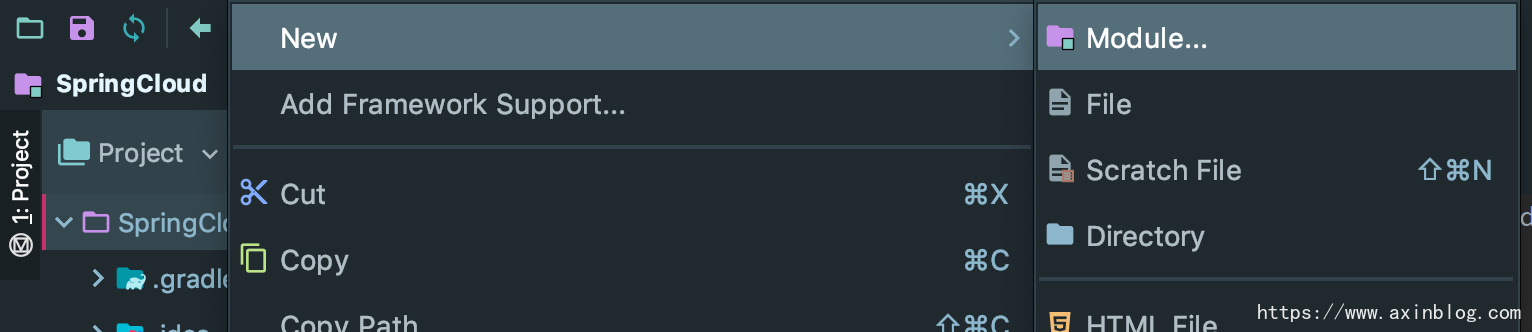 New
Module...
SpringCloud
Add Framework Support...
File
1: Project
Project
Scratch File ⇧⌘N
Cut ⌘X
SpringClo
Directory
Copy ⌘C
.gradle
Copy Path ⇧⌘C
HTML File
.idea
https://www.axinblog.com